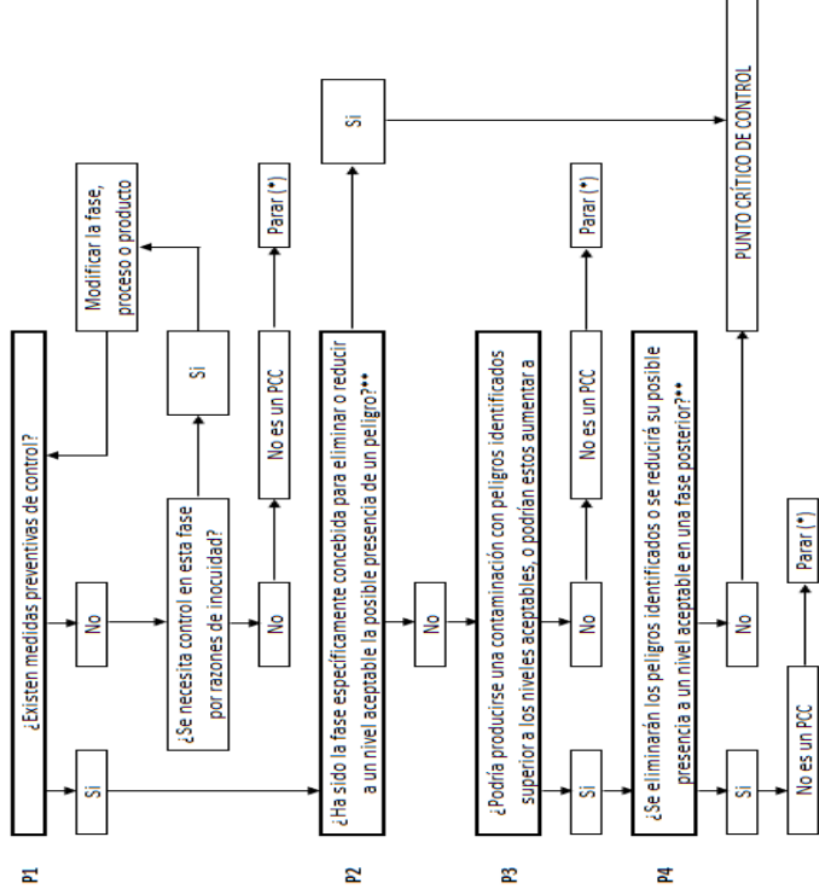 P1
¿Existen medidas preventivas de control?
Si
No
Modificar la fase,
proceso o producto
¿Se necesita control en esta fase
por razones de inocuidad?
Si
No
No es un PCC
Parar (*)
P2
¿Ha sido la fase específicamente concebida para eliminar o reducir
a un nivel aceptable la posible presencia de un peligro?**
Si
No
P3
¿Podría producirse una contaminación con peligros identificados
superior a los niveles aceptables, o podrían estos aumentar a
Si
No
No es un PCC
Parar (*)
P4
¿Se eliminarán los peligros identificados o se reducirá su posible
presencia a un nivel aceptable en una fase posterior?**
Si
No
PUNTO CRÍTICO DE CONTROL
No es un PCC
Parar (*)